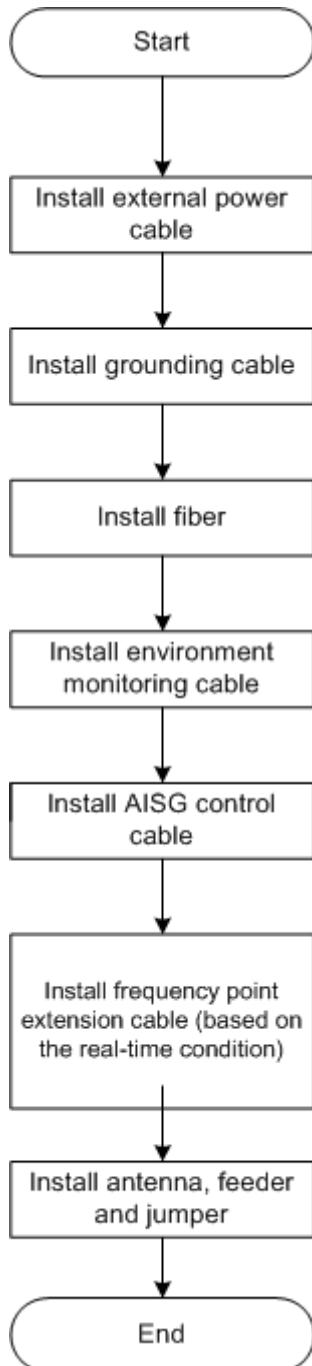 Start
Install external power
cable
Install grounding cable
Install fiber
Install environment
monitoring cable
Install AISG control
cable
Install frequency point
extension cable (based on
the real-time condition)
Install antenna, feeder
and jumper
End